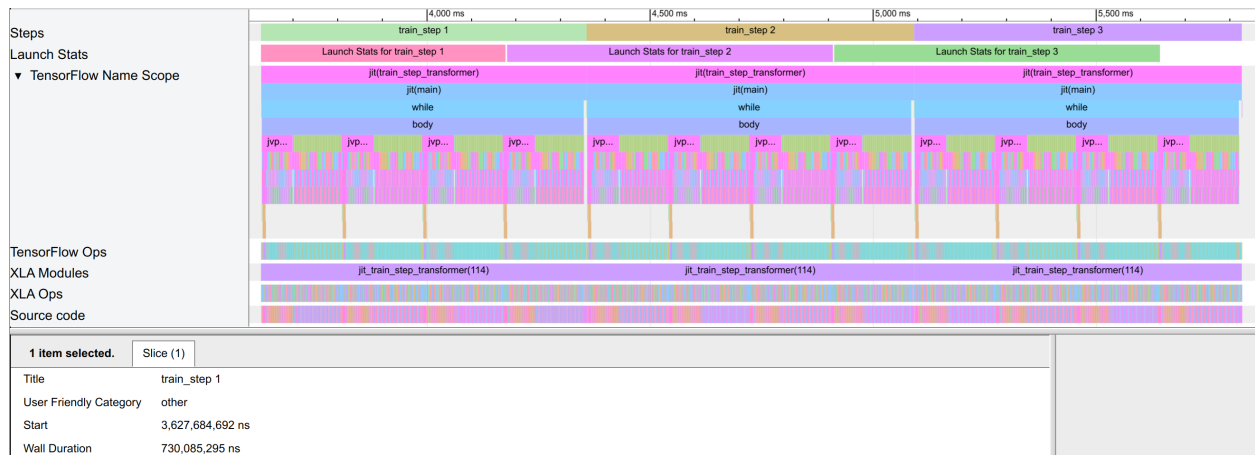 4,000 ms 4,500 ms 5,000 ms 5,500 ms
Steps train_step 1 train_step 2 train_step 3
Launch Stats Launch Stats for train_step 1 Launch Stats for train_step 2 Launch Stats for train_step 3
▼ TensorFlow Name Scope jit(train_step_transformer) jit(train_step_transformer) jit(train_step_transformer)
jit(main) jit(main) jit(main)
while while while
body body body
jvp... jvp... jvp... jvp... jvp... jvp... jvp... jvp... jvp... jvp... jvp... jvp...
TensorFlow Ops
XLA Modules jit_train_step_transformer(114) jit_train_step_transformer(114) jit_train_step_transformer(114)
XLA Ops
Source code
1 item selected. Slice (1)
Title train_step 1
User Friendly Category other
Start 3,627,684,692 ns
Wall Duration 730,085,295 ns